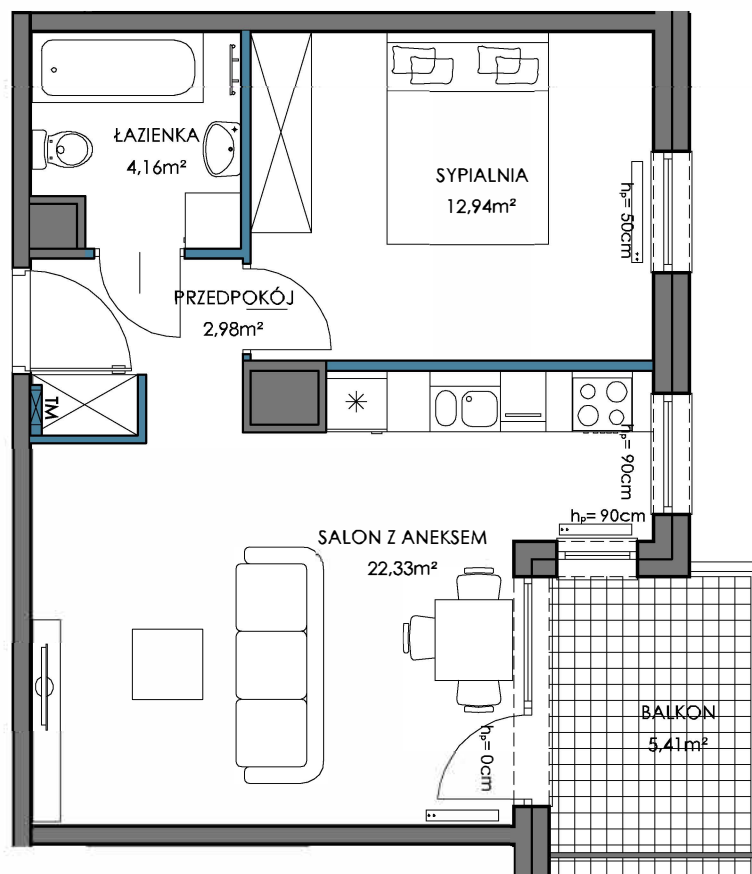 ŁAZIENKA
4,16m²
SYPIALNIA
12,94m²
hₚ= 50cm
PRZEDPOKÓJ
2,98m²
TM
hₚ= 90cm
hₚ= 90cm
SALON Z ANEKSEM
22,33m²
BALKON
5,41m²
hₚ= 0cm